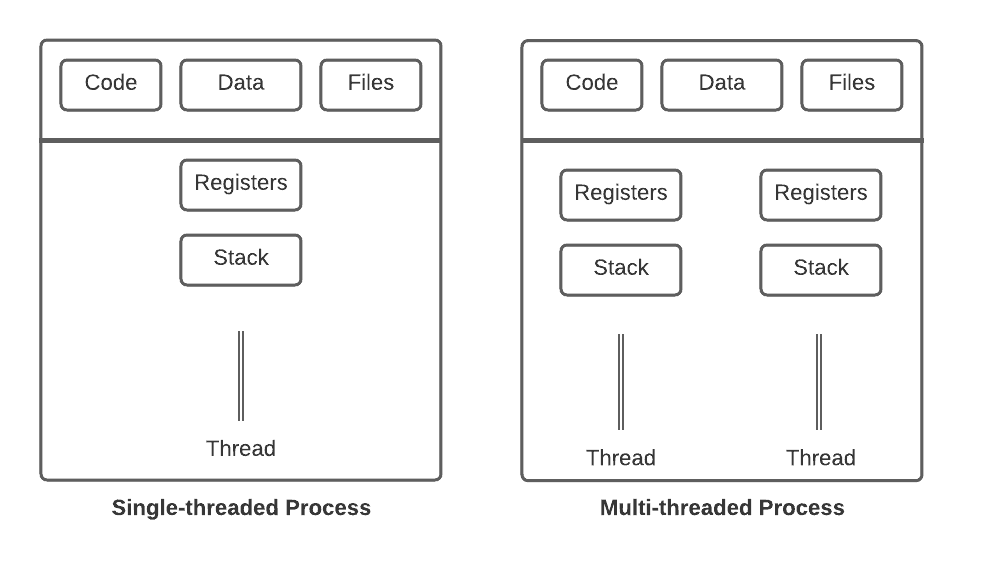 Code Data Files
Registers
Stack
Thread
Single-threaded Process
Code Data Files
Registers Registers
Stack Stack
Thread Thread
Multi-threaded Process